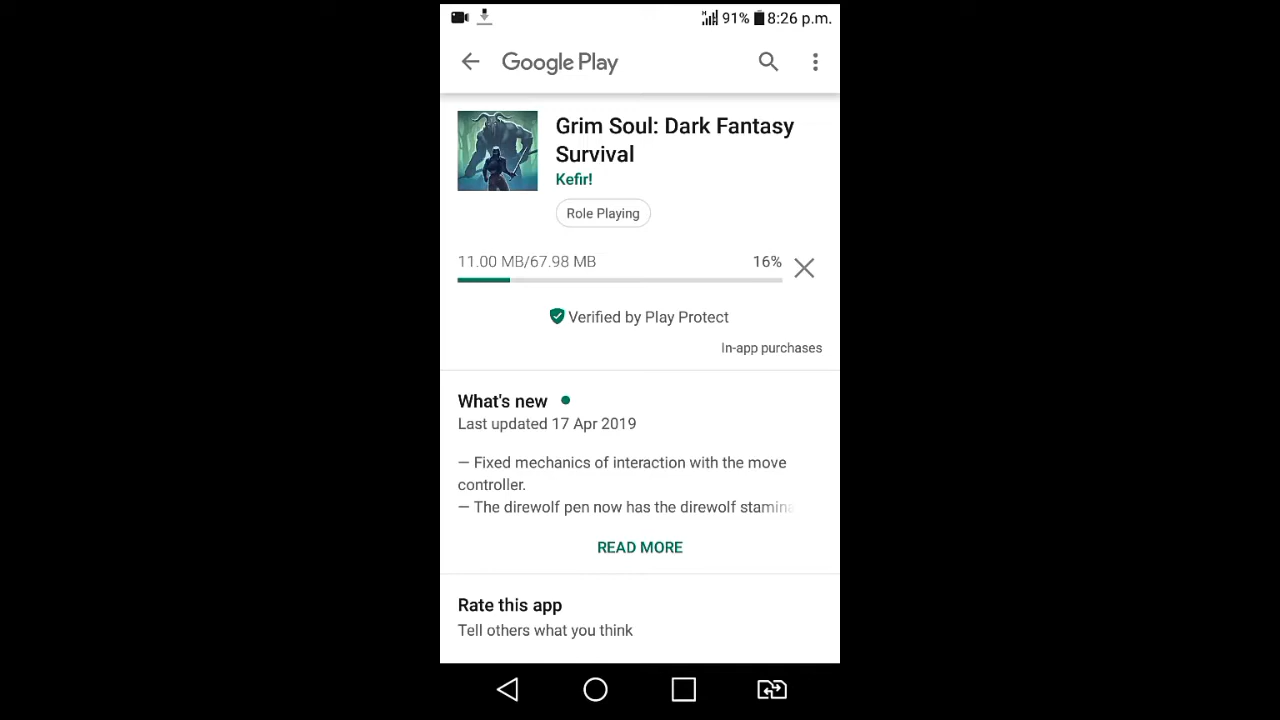 91% 8:26 p.m.
Google Play
Grim Soul: Dark Fantasy
Survival
Kefir!
Role Playing
11.00 MB/67.98 MB 16%
Verified by Play Protect
In-app purchases
What's new
Last updated 17 Apr 2019
— Fixed mechanics of interaction with the move
controller.
— The direwolf pen now has the direwolf stamina
READ MORE
Rate this app
Tell others what you think